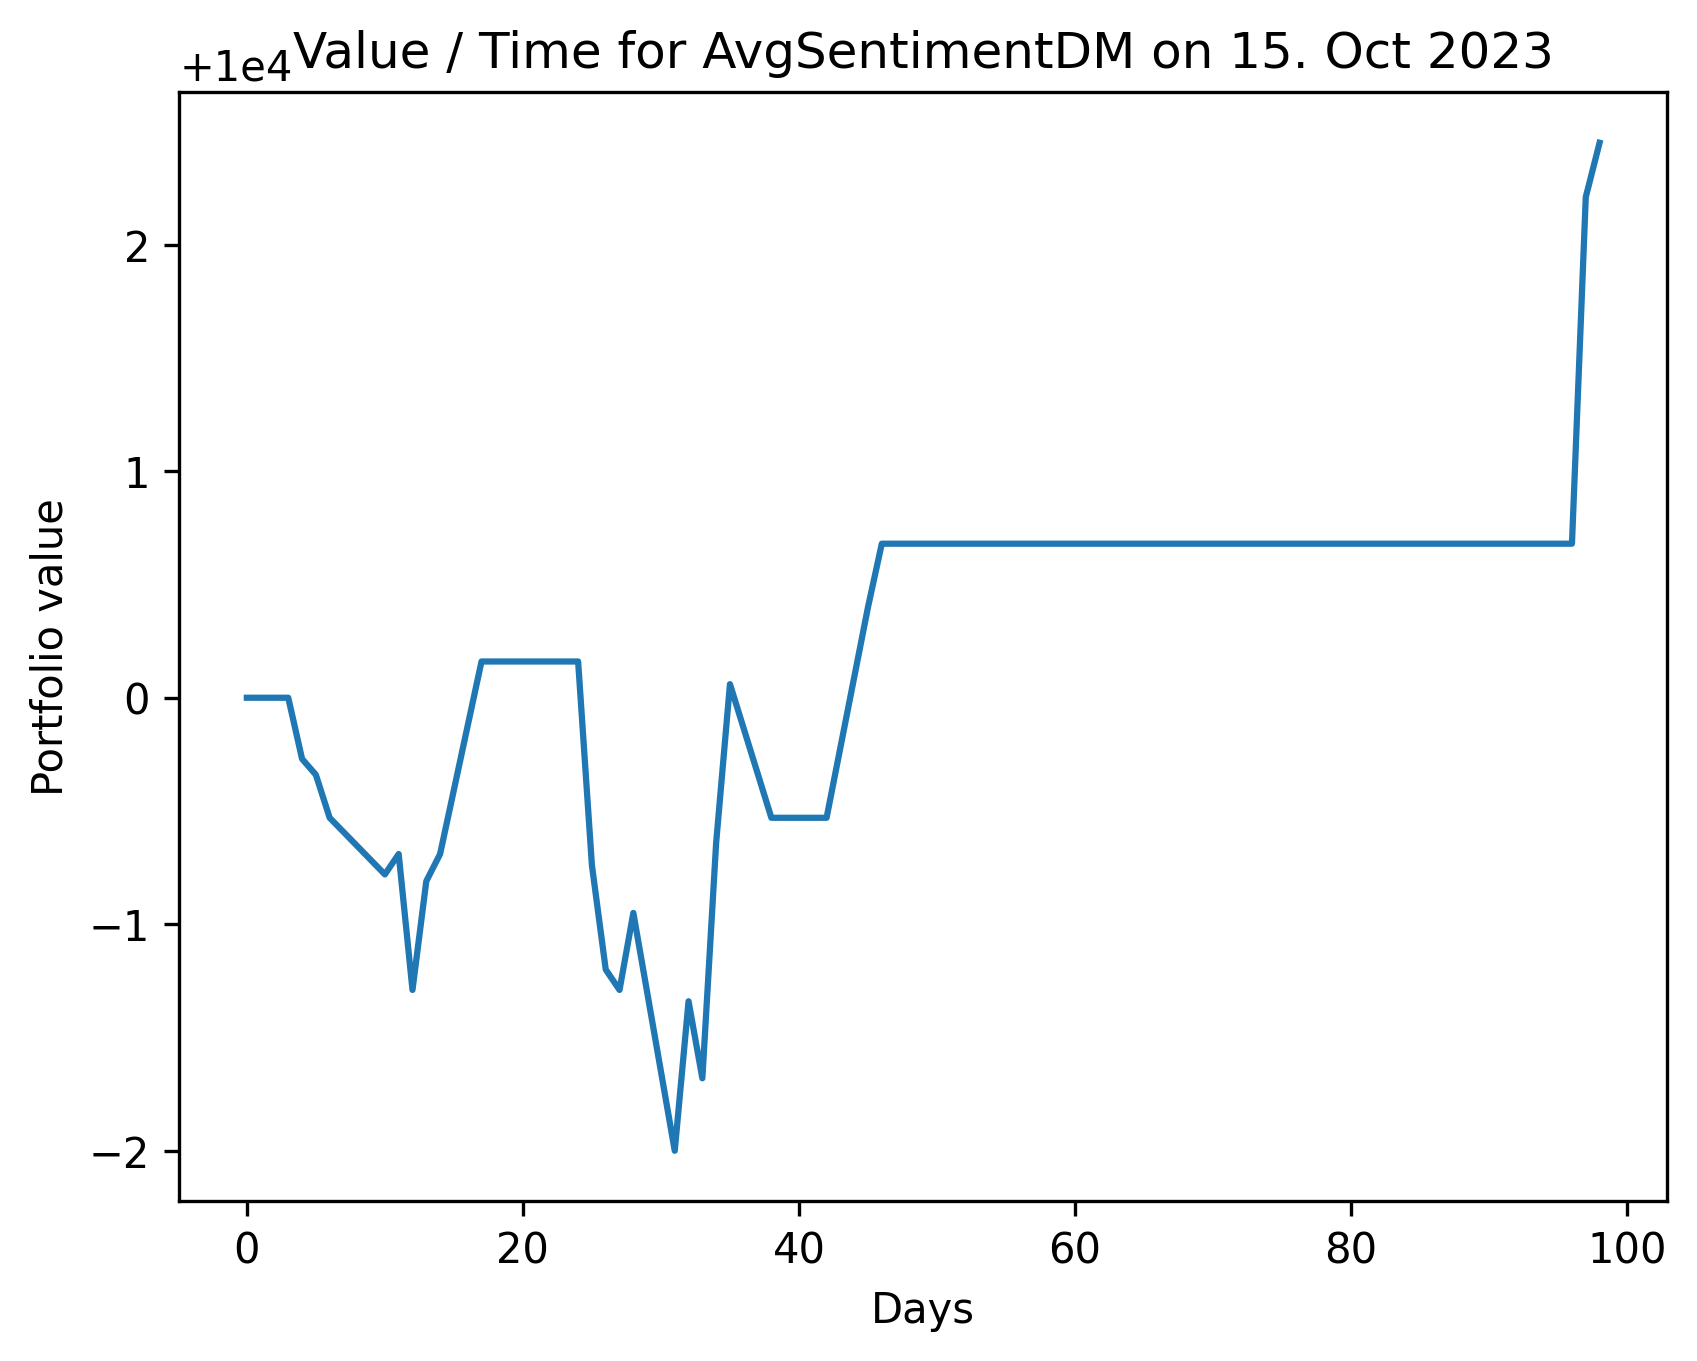 Value / Time for AvgSentimentDM on 15. Oct 2023
+1e4
2
1
0
−1
−2
Portfolio value
0 20 40 60 80 100
Days